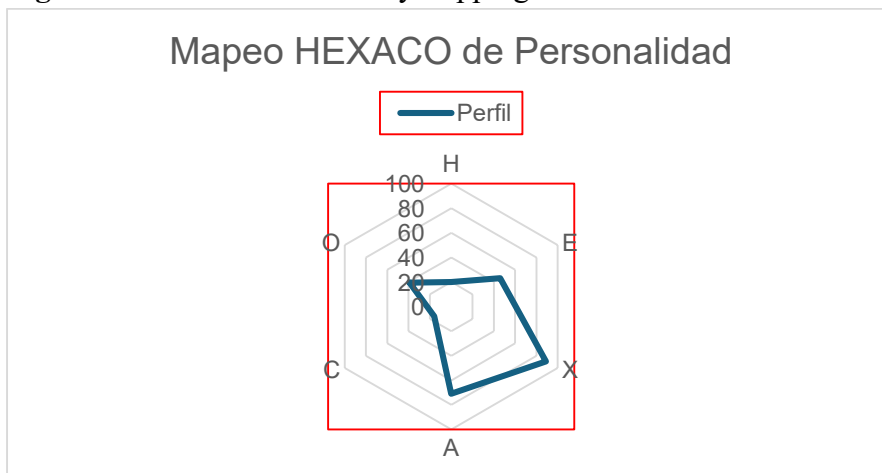 Mapeo HEXACO de Personalidad
Perfil
H
100
80
60
40
20
0
E
X
A
C
O